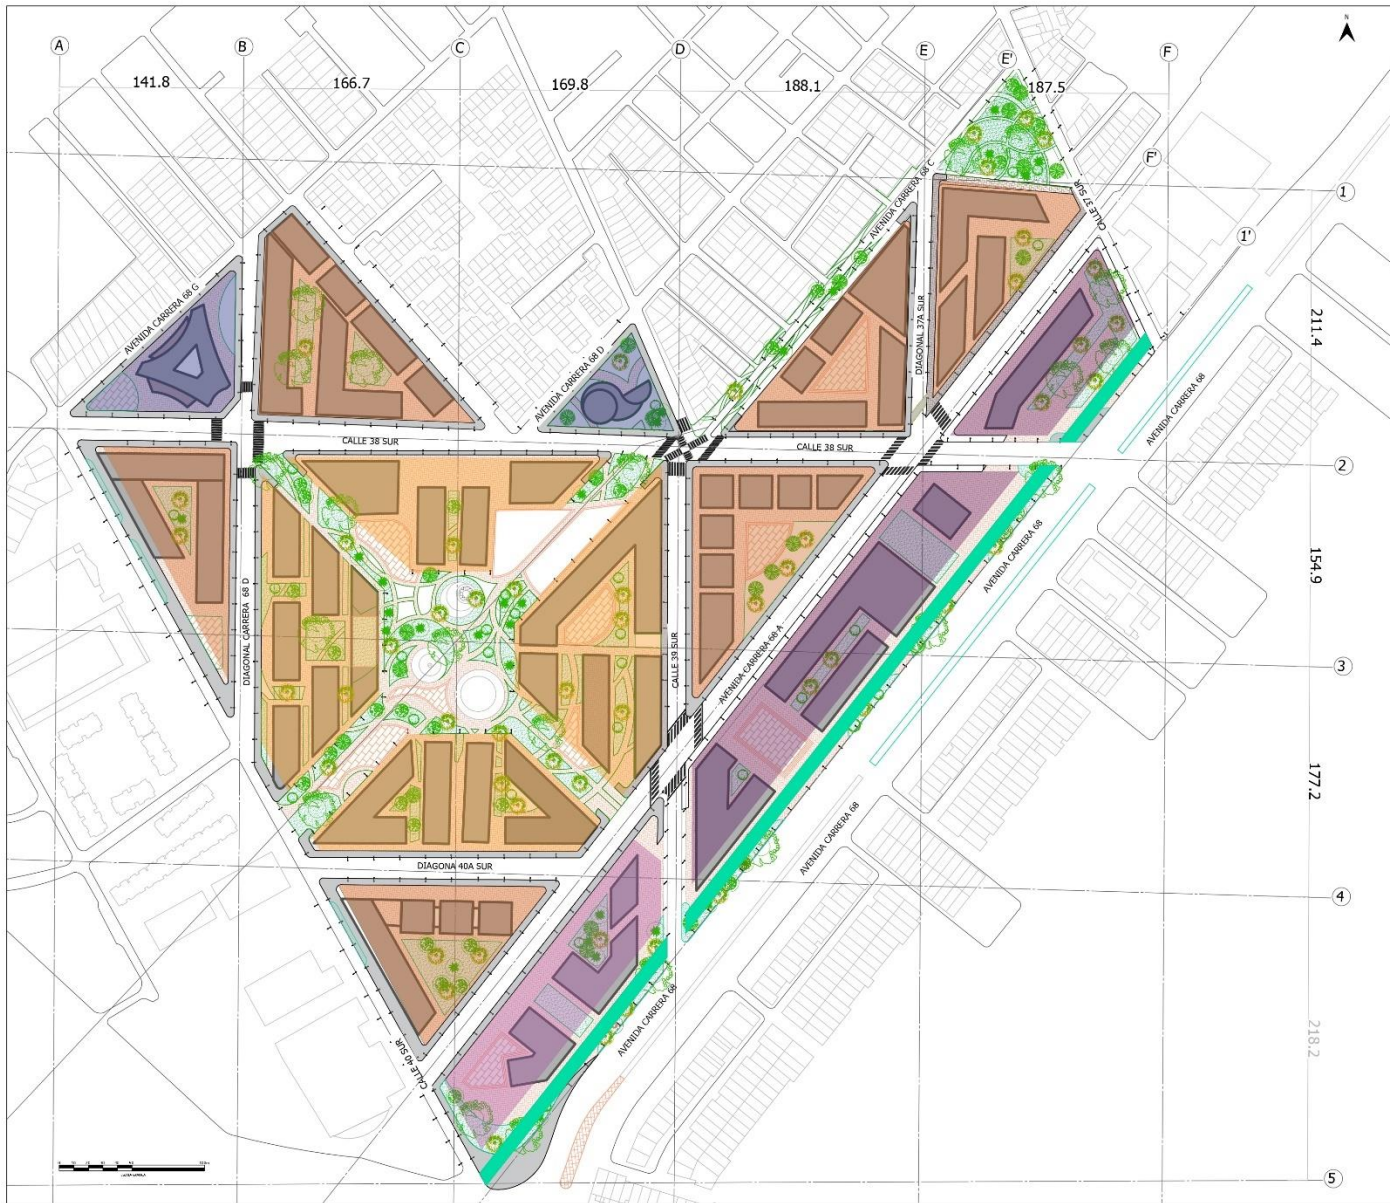 N
A
B
C
D
E
E'
F
141.8
166.7
169.8
188.1
187.5
F'
1
1'
AVENIDA CARRERA 68 C
CALLE 37 SUR
AVENIDA CARRERA 68 G
DIAGONAL 37A SUR
211.4
AVENIDA CARRERA 68 D
AVENIDA CARRERA 68
CALLE 38 SUR
CALLE 38 SUR
2
AVENIDA CARRERA 68
154.9
DIAGONAL CARRERA 68 D
CALLE 39 SUR
AVENIDA CARRERA 68 A
3
177.2
AVENIDA CARRERA 68
DIAGONA 40A SUR
4
AVENIDA CARRERA 68
CALLE 40 SUR
218.2
5